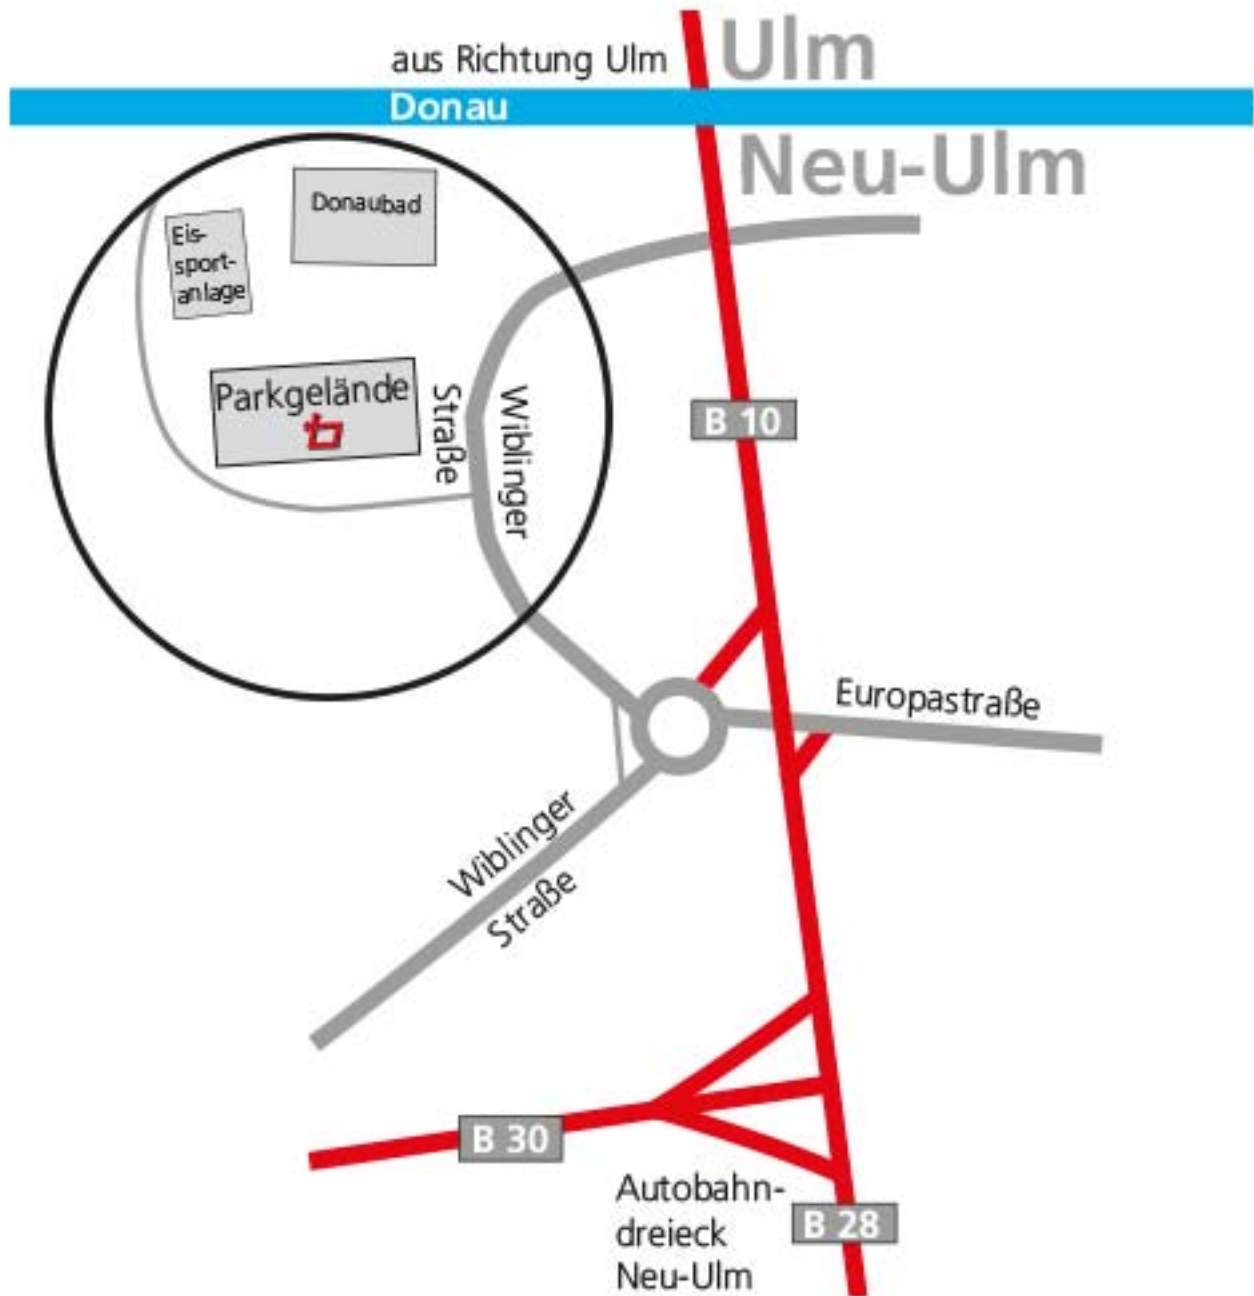 aus Richtung Ulm
Ulm
Donau
Neu-Ulm
Donaubad
Eis-
sport-
anlage
Parkgelände
Straße
Wiblinger
B 10
Europastraße
Wiblinger
Straße
B 30
Autobahn-
dreieck
Neu-Ulm
B 28